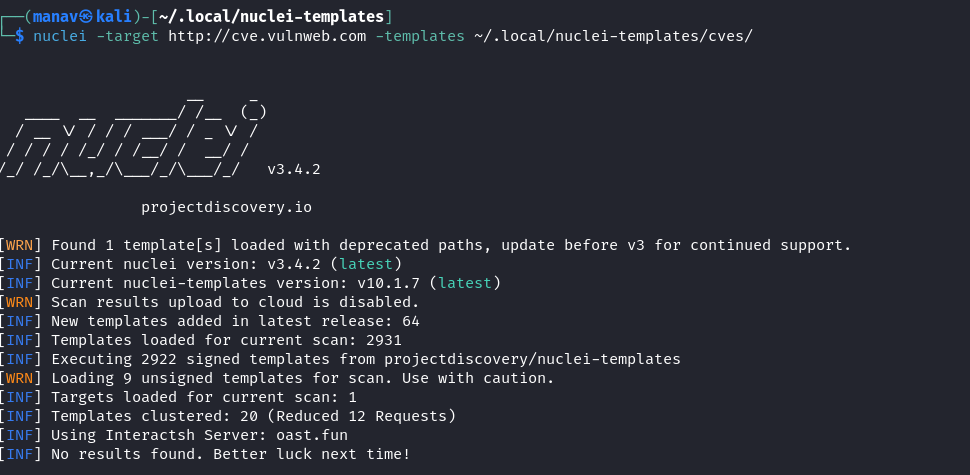 (manav㉿kali)-[~/.local/nuclei-templates]
$ nuclei -target http://cve.vulnweb.com -templates ~/.local/nuclei-templates/cves/
nuclei v3.4.2
projectdiscovery.io
[WRN] Found 1 template[s] loaded with deprecated paths, update before v3 for continued support.
[INF] Current nuclei version: v3.4.2 (latest)
[INF] Current nuclei-templates version: v10.1.7 (latest)
[WRN] Scan results upload to cloud is disabled.
[INF] New templates added in latest release: 64
[INF] Templates loaded for current scan: 2931
[INF] Executing 2922 signed templates from projectdiscovery/nuclei-templates
[WRN] Loading 9 unsigned templates for scan. Use with caution.
[INF] Targets loaded for current scan: 1
[INF] Templates clustered: 20 (Reduced 12 Requests)
[INF] Using Interactsh Server: oast.fun
[INF] No results found. Better luck next time!